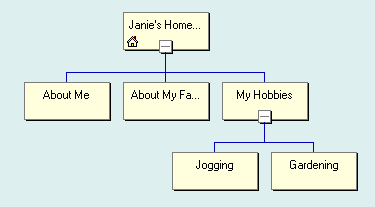 Janie's Home...
About Me
About My Fa...
My Hobbies
Jogging
Gardening